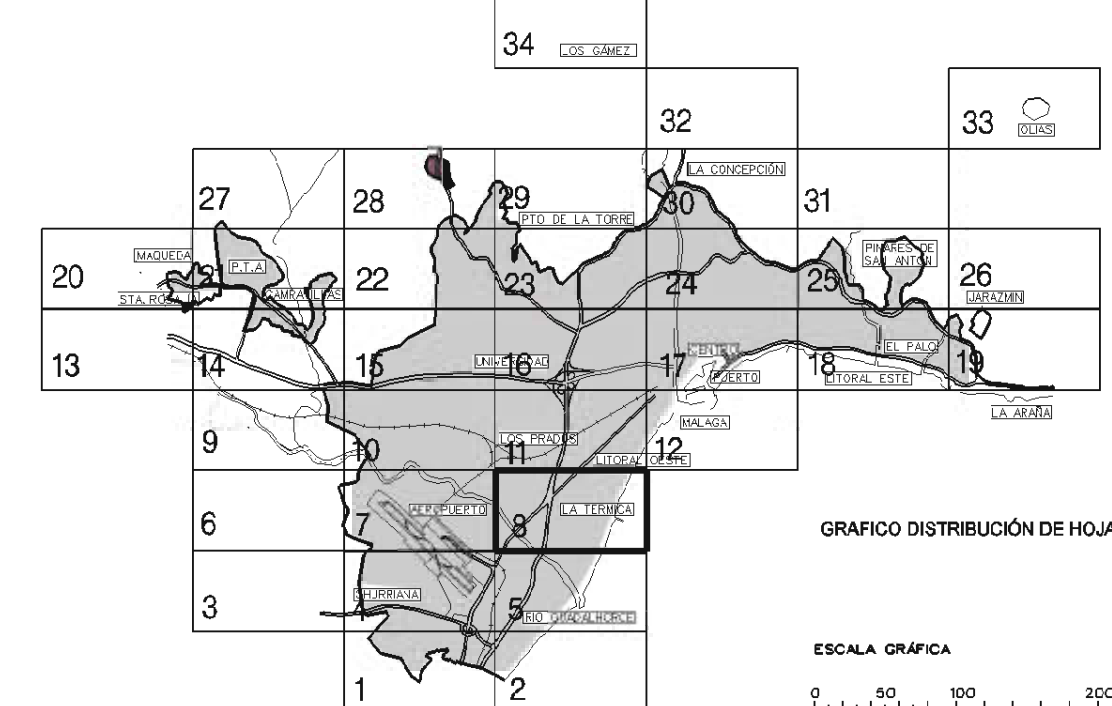 34 LOS GÁMEZ
32
33 OLIAS
LA CONCEPCIÓN
27 28 29 30 31
PTO DE LA TORRE
MAQUEDA
P.T.A.
PINARES DE
SAN ANTÓN
20 21 22 23 24 25 26
CAMPANILLAS
STA. ROSALIA
JARAZMIN
CENTRO
EL PALO
13 14 15 UNIVERSIDAD 16 17 18 19
PUERTO
LITORAL ESTE
LA ARAÑA
MALAGA
LOS PRADOS
9 10 11 12
LITORAL OESTE
AEROPUERTO
LA TERMICA
6 7 8
GRAFICO DISTRIBUCIÓN DE HOJA
CHURRIANA
3 5
RIO GUADALHORCE
ESCALA GRÁFICA
1 2
0 50 100 200